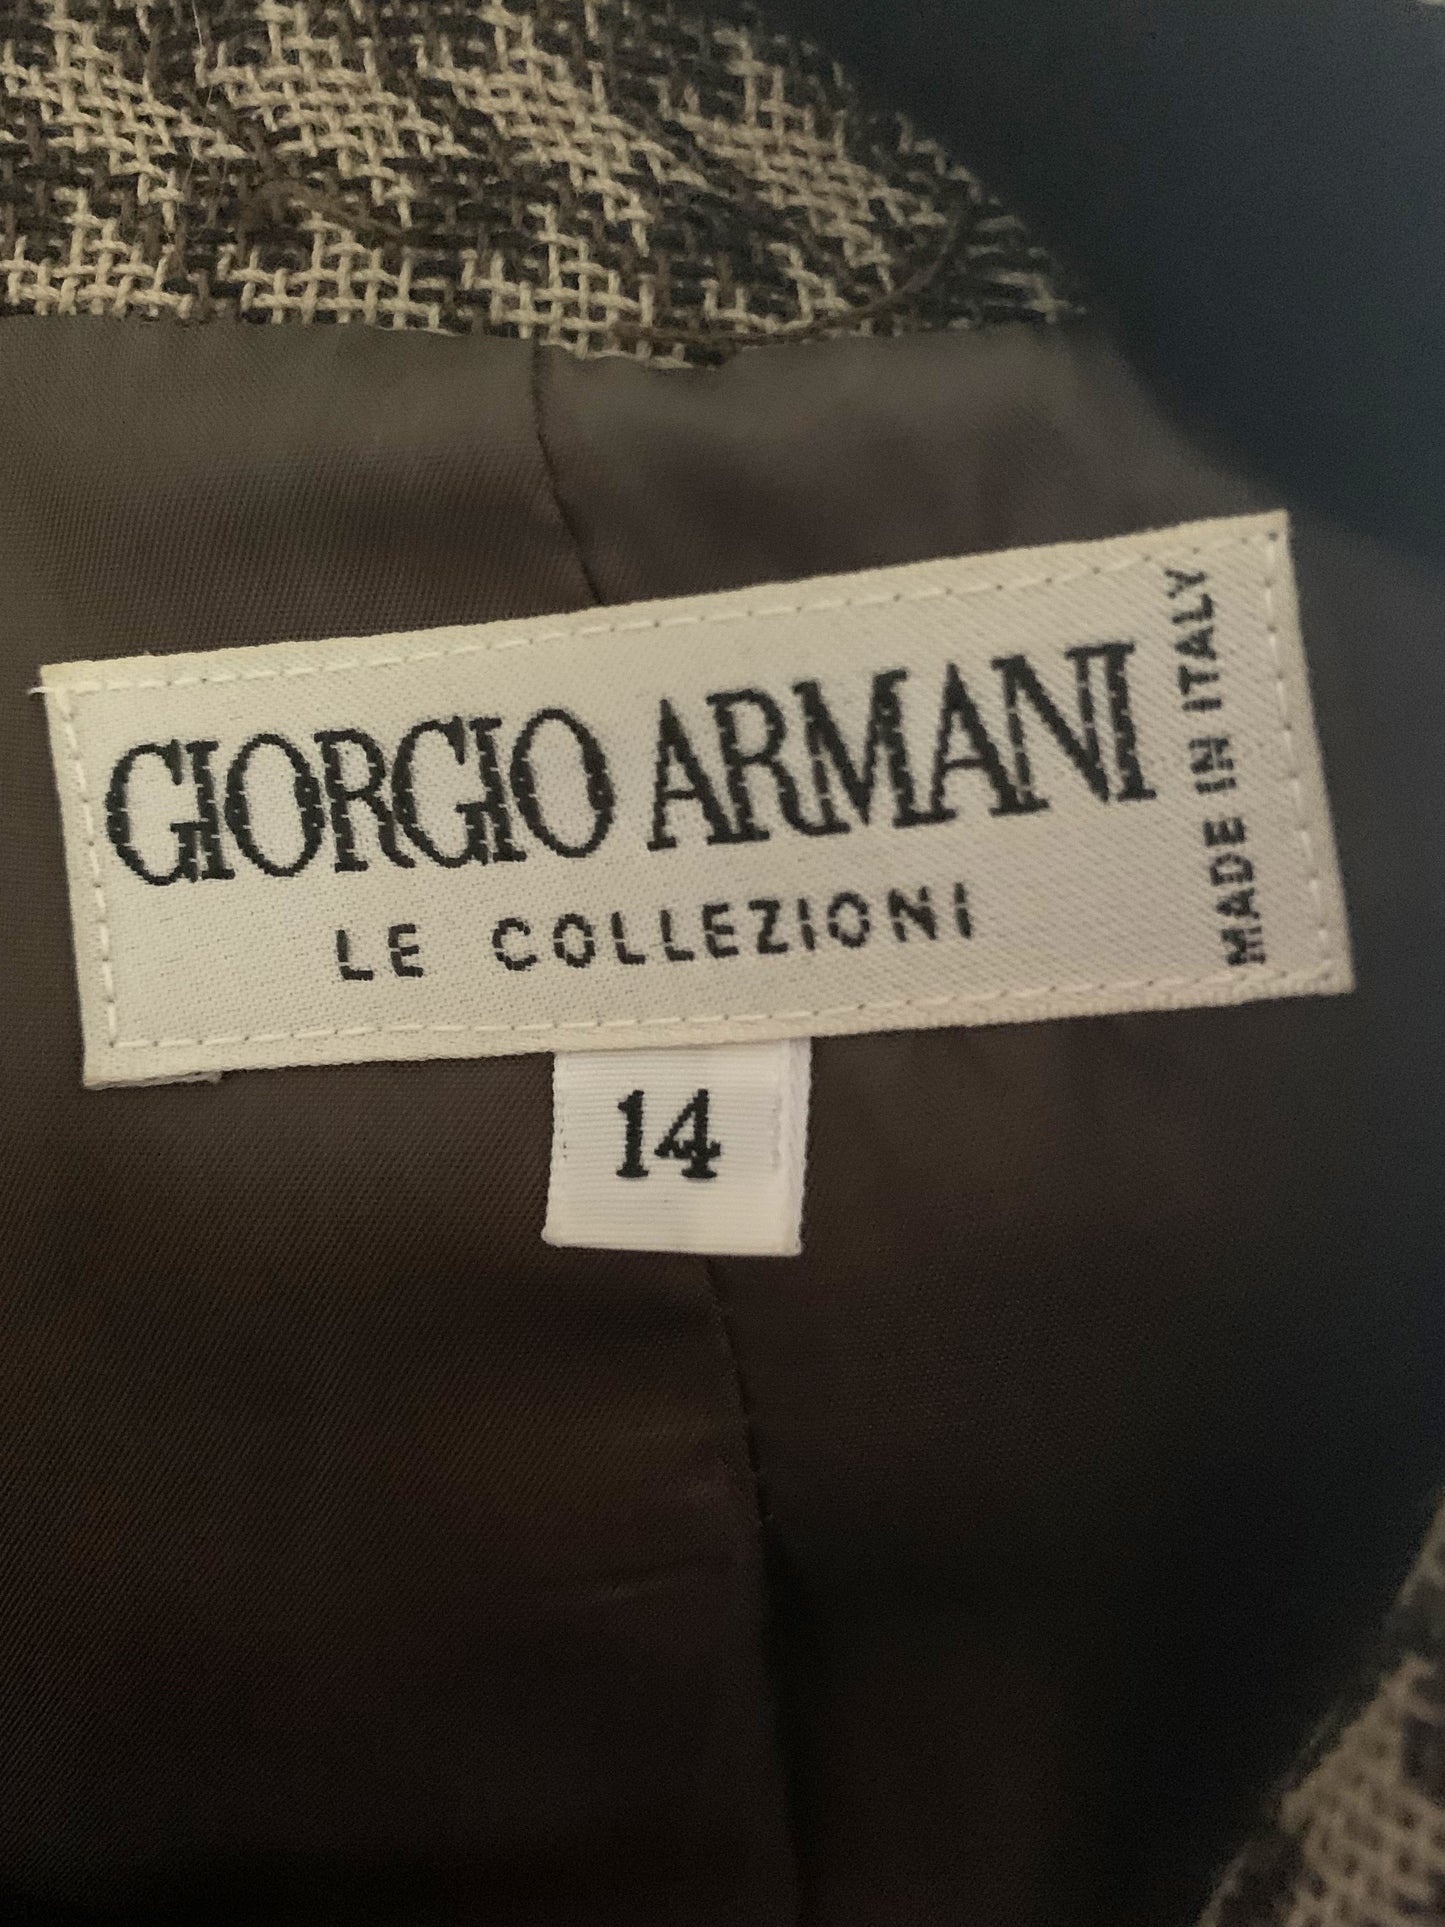 GIORGIO ARMANI
LE COLLEZIONI
MADE IN ITALY
14